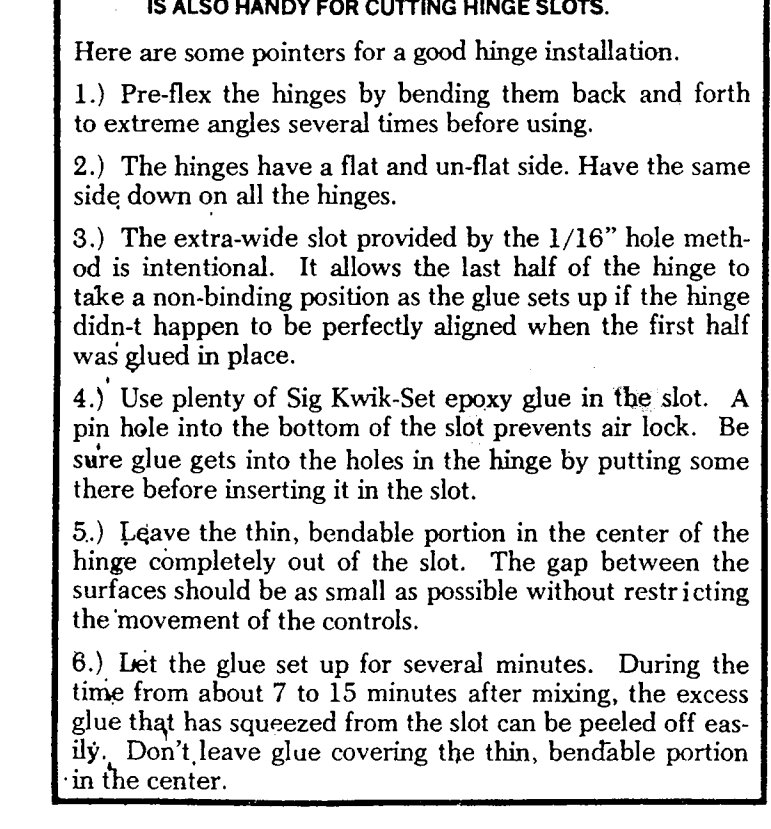 IS ALSO HANDY FOR CUTTING HINGE SLOTS.
Here are some pointers for a good hinge installation.
1.) Pre-flex the hinges by bending them back and forth
to extreme angles several times before using.
2.) The hinges have a flat and un-flat side. Have the same
side down on all the hinges.
3.) The extra-wide slot provided by the 1/16” hole meth-
od is intentional. It allows the last half of the hinge to
take a non-binding position as the glue sets up if the hinge
didn-t happen to be perfectly aligned when the first half
was glued in place.
4.) Use plenty of Sig Kwik-Set epoxy glue in the slot. A
pin hole into the bottom of the slot prevents air lock. Be
sure glue gets into the holes in the hinge by putting some
there before inserting it in the slot.
5.) Leave the thin, bendable portion in the center of the
hinge completely out of the slot. The gap between the
surfaces should be as small as possible without restricting
the movement of the controls.
6.) Let the glue set up for several minutes. During the
time from about 7 to 15 minutes after mixing, the excess
glue that has squeezed from the slot can be peeled off eas-
ily. Don't leave glue covering the thin, bendable portion
in the center.